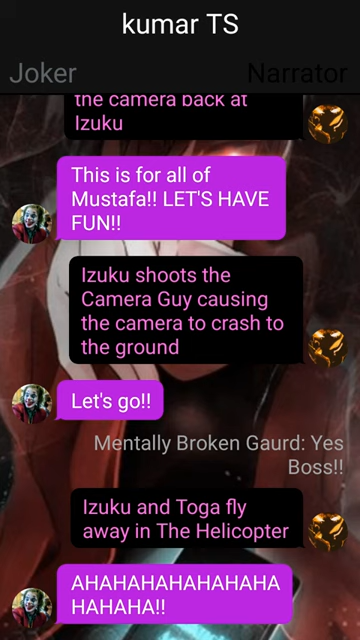 kumar TS
Joker
Narrator
the camera back at
Izuku
This is for all of
Mustafa!! LET'S HAVE
FUN!!
Izuku shoots the
Camera Guy causing
the camera to crash to
the ground
Let's go!!
Mentally Broken Gaurd: Yes
Boss!!
Izuku and Toga fly
away in The Helicopter
AHAHAHAHAHAHAHA
HAHAHA!!